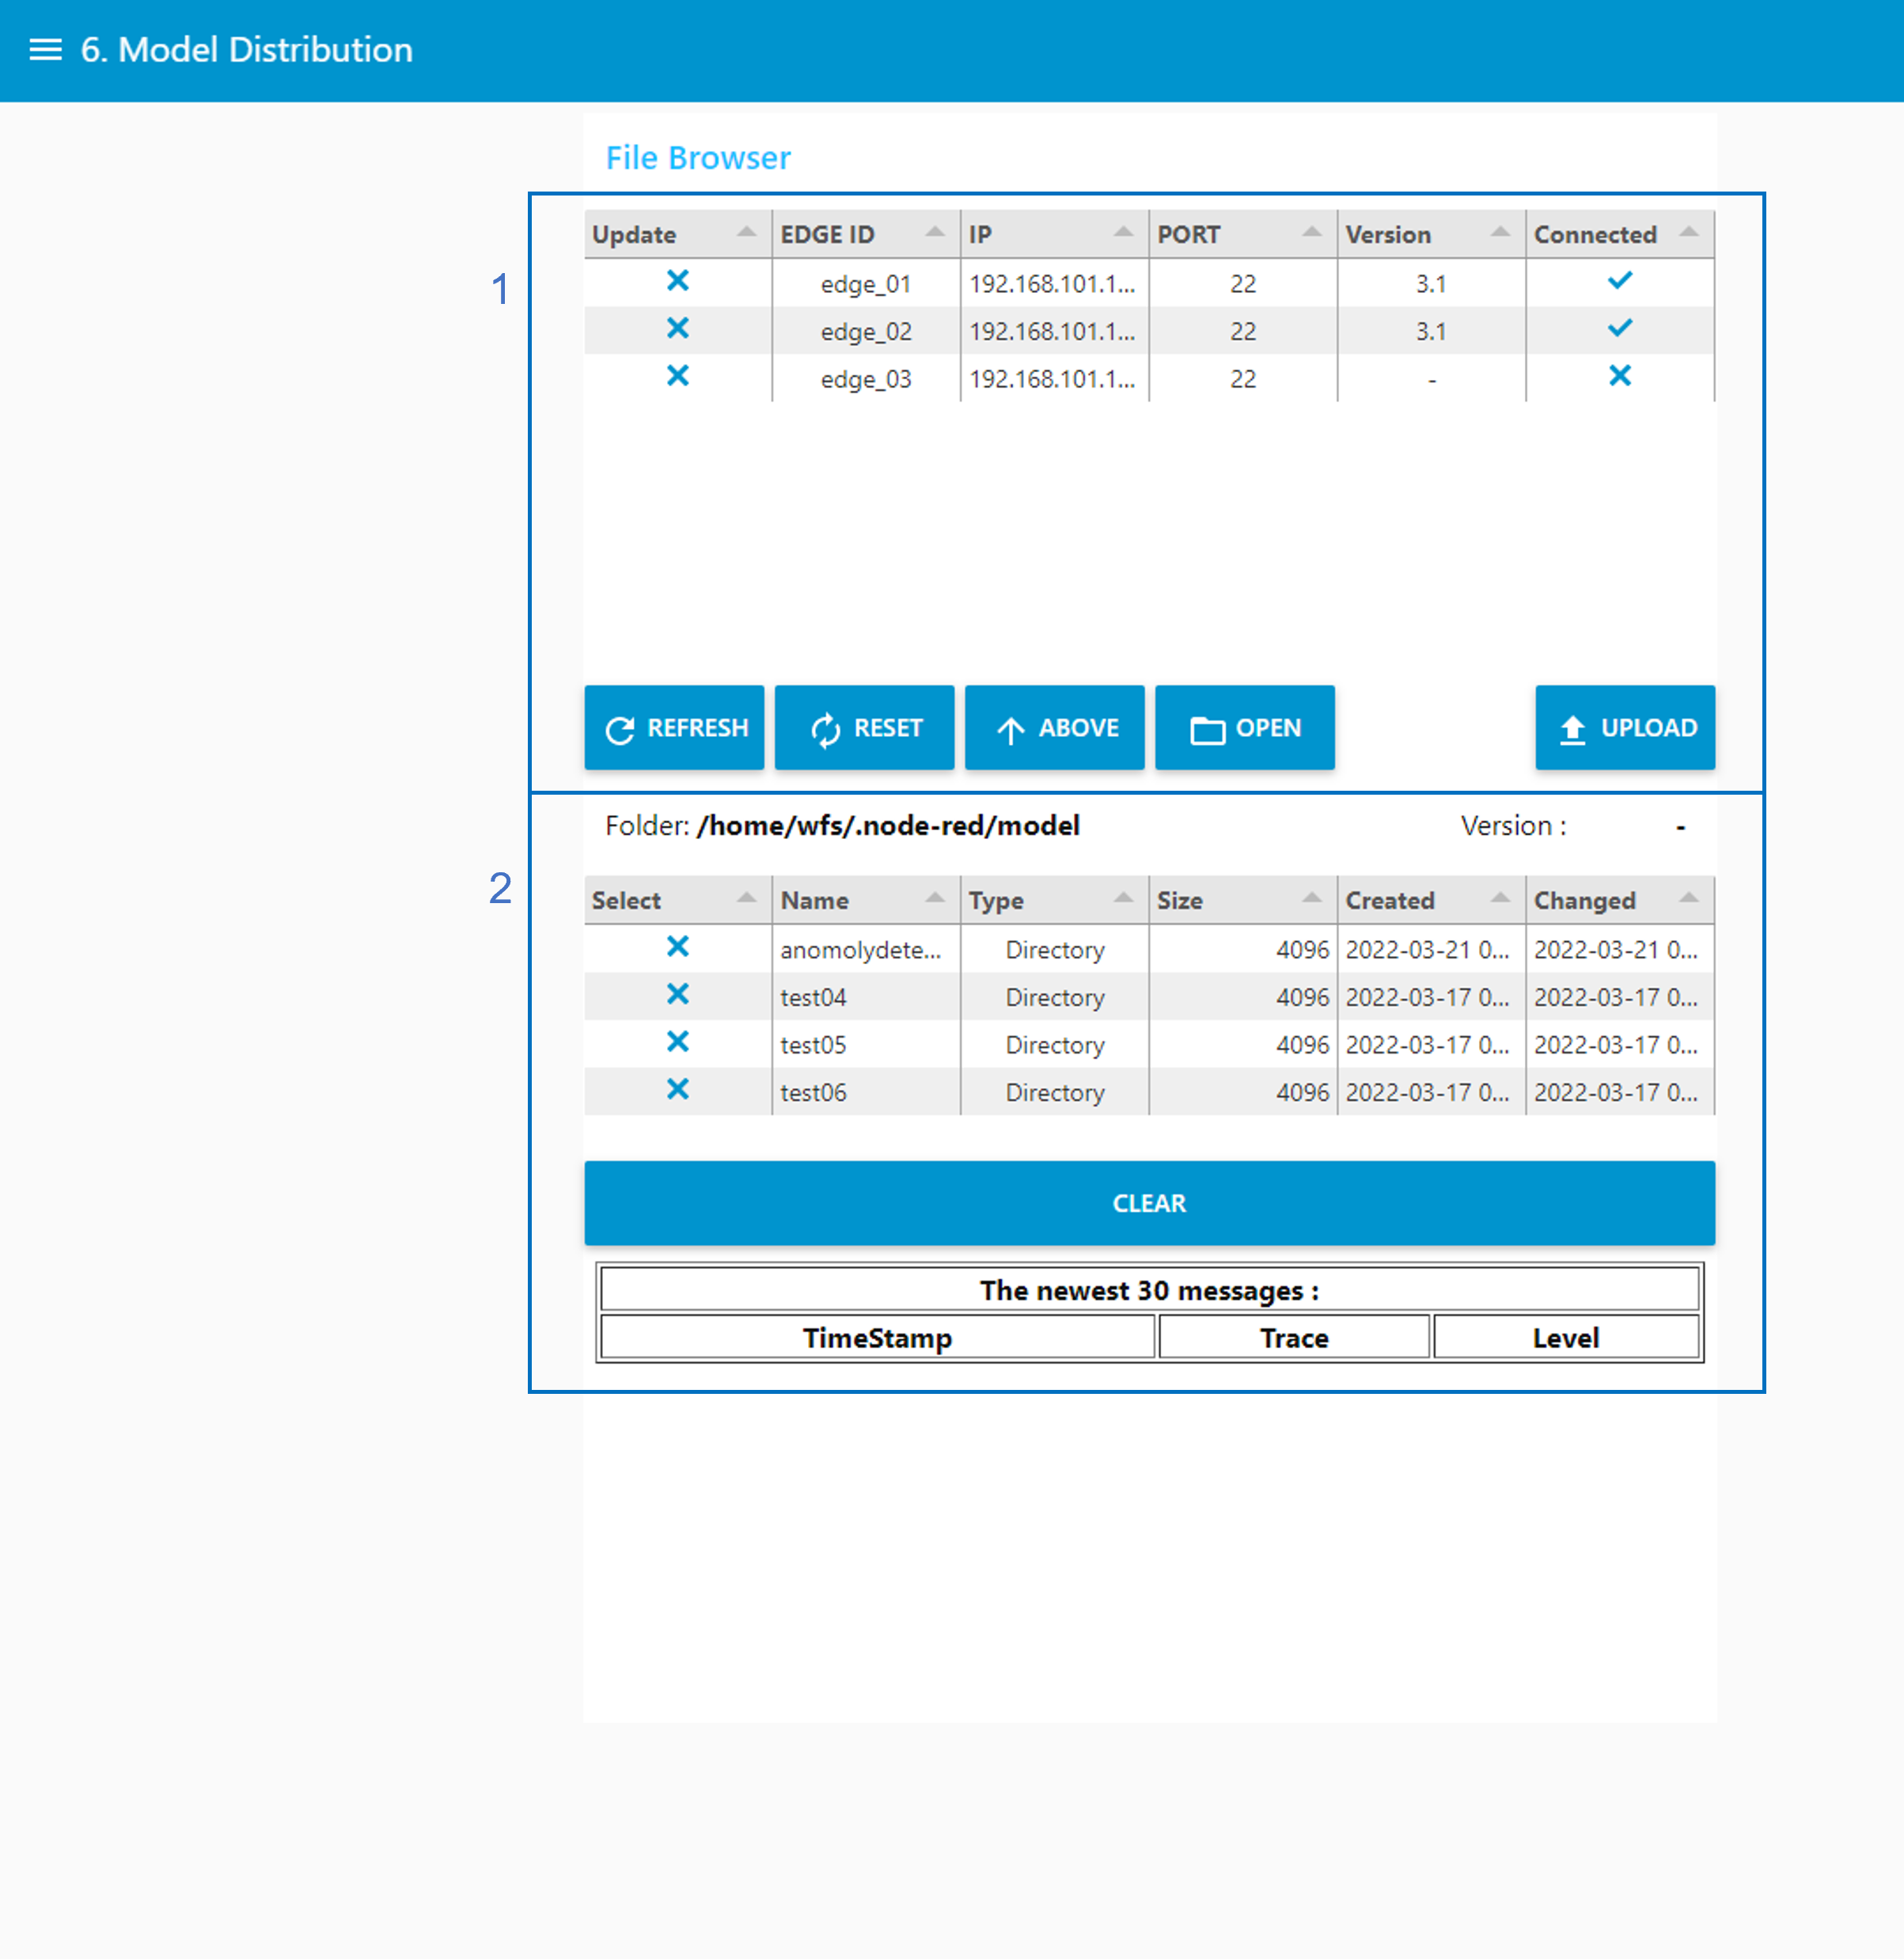 6. Model Distribution
File Browser
Update EDGE ID IP PORT Version Connected
1
edge_01 192.168.101.1... 22 3.1
edge_02 192.168.101.1... 22 3.1
edge_03 192.168.101.1... 22 -
REFRESH RESET ABOVE OPEN UPLOAD
Folder: /home/wfs/.node-red/model Version : -
2
Select Name Type Size Created Changed
anomolydete... Directory 4096 2022-03-21 0... 2022-03-21 0...
test04 Directory 4096 2022-03-17 0... 2022-03-17 0...
test05 Directory 4096 2022-03-17 0... 2022-03-17 0...
test06 Directory 4096 2022-03-17 0... 2022-03-17 0...
CLEAR
The newest 30 messages :
TimeStamp Trace Level